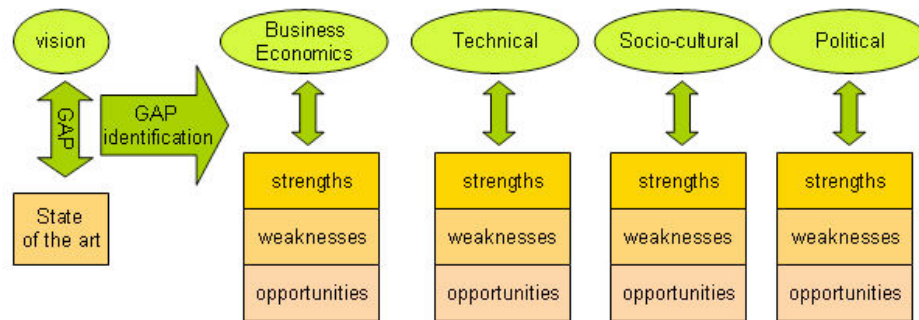 vision
GAP
State
of the art
GAP
identification
Business
Economics
strengths
weaknesses
opportunities
Technical
strengths
weaknesses
opportunities
Socio-cultural
strengths
weaknesses
opportunities
Political
strengths
weaknesses
opportunities